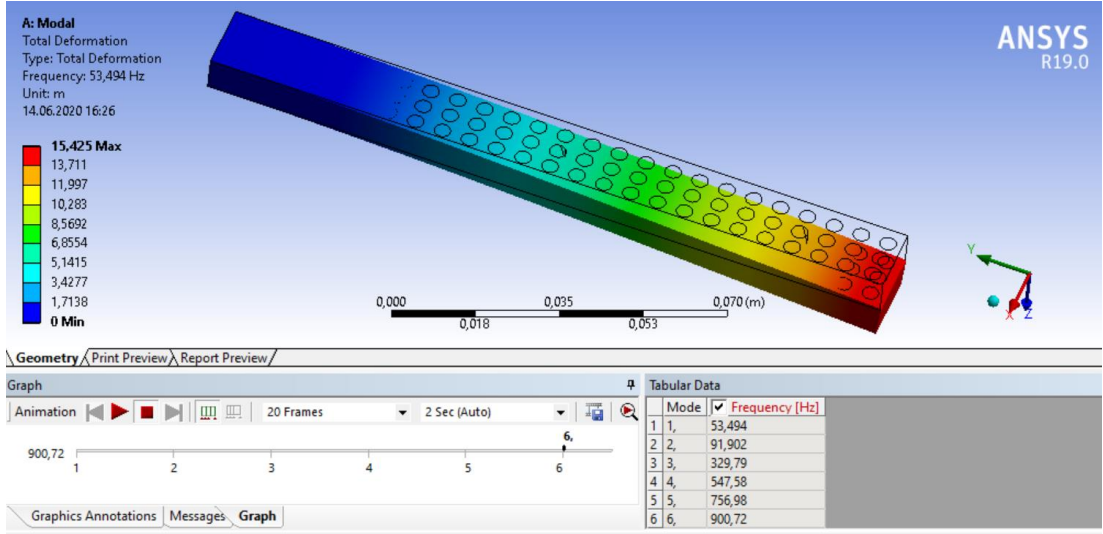 A: Modal
Total Deformation
Type: Total Deformation
Frequency: 53,494 Hz
Unit: m
14.06.2020 16:26
15,425 Max
13,711
11,997
10,283
8,5692
6,8554
5,1415
3,4277
1,7138
0 Min
ANSYS
R19.0
0,000 0,035 0,070 (m)
0,018 0,053
Y
X Z
Geometry Print Preview Report Preview
Graph
Animation 20 Frames 2 Sec (Auto)
6,
900,72
1 2 3 4 5 6
Graphics Annotations Messages Graph
Tabular Data
Mode Frequency [Hz]
1 1, 53,494
2 2, 91,902
3 3, 329,79
4 4, 547,58
5 5, 756,98
6 6, 900,72